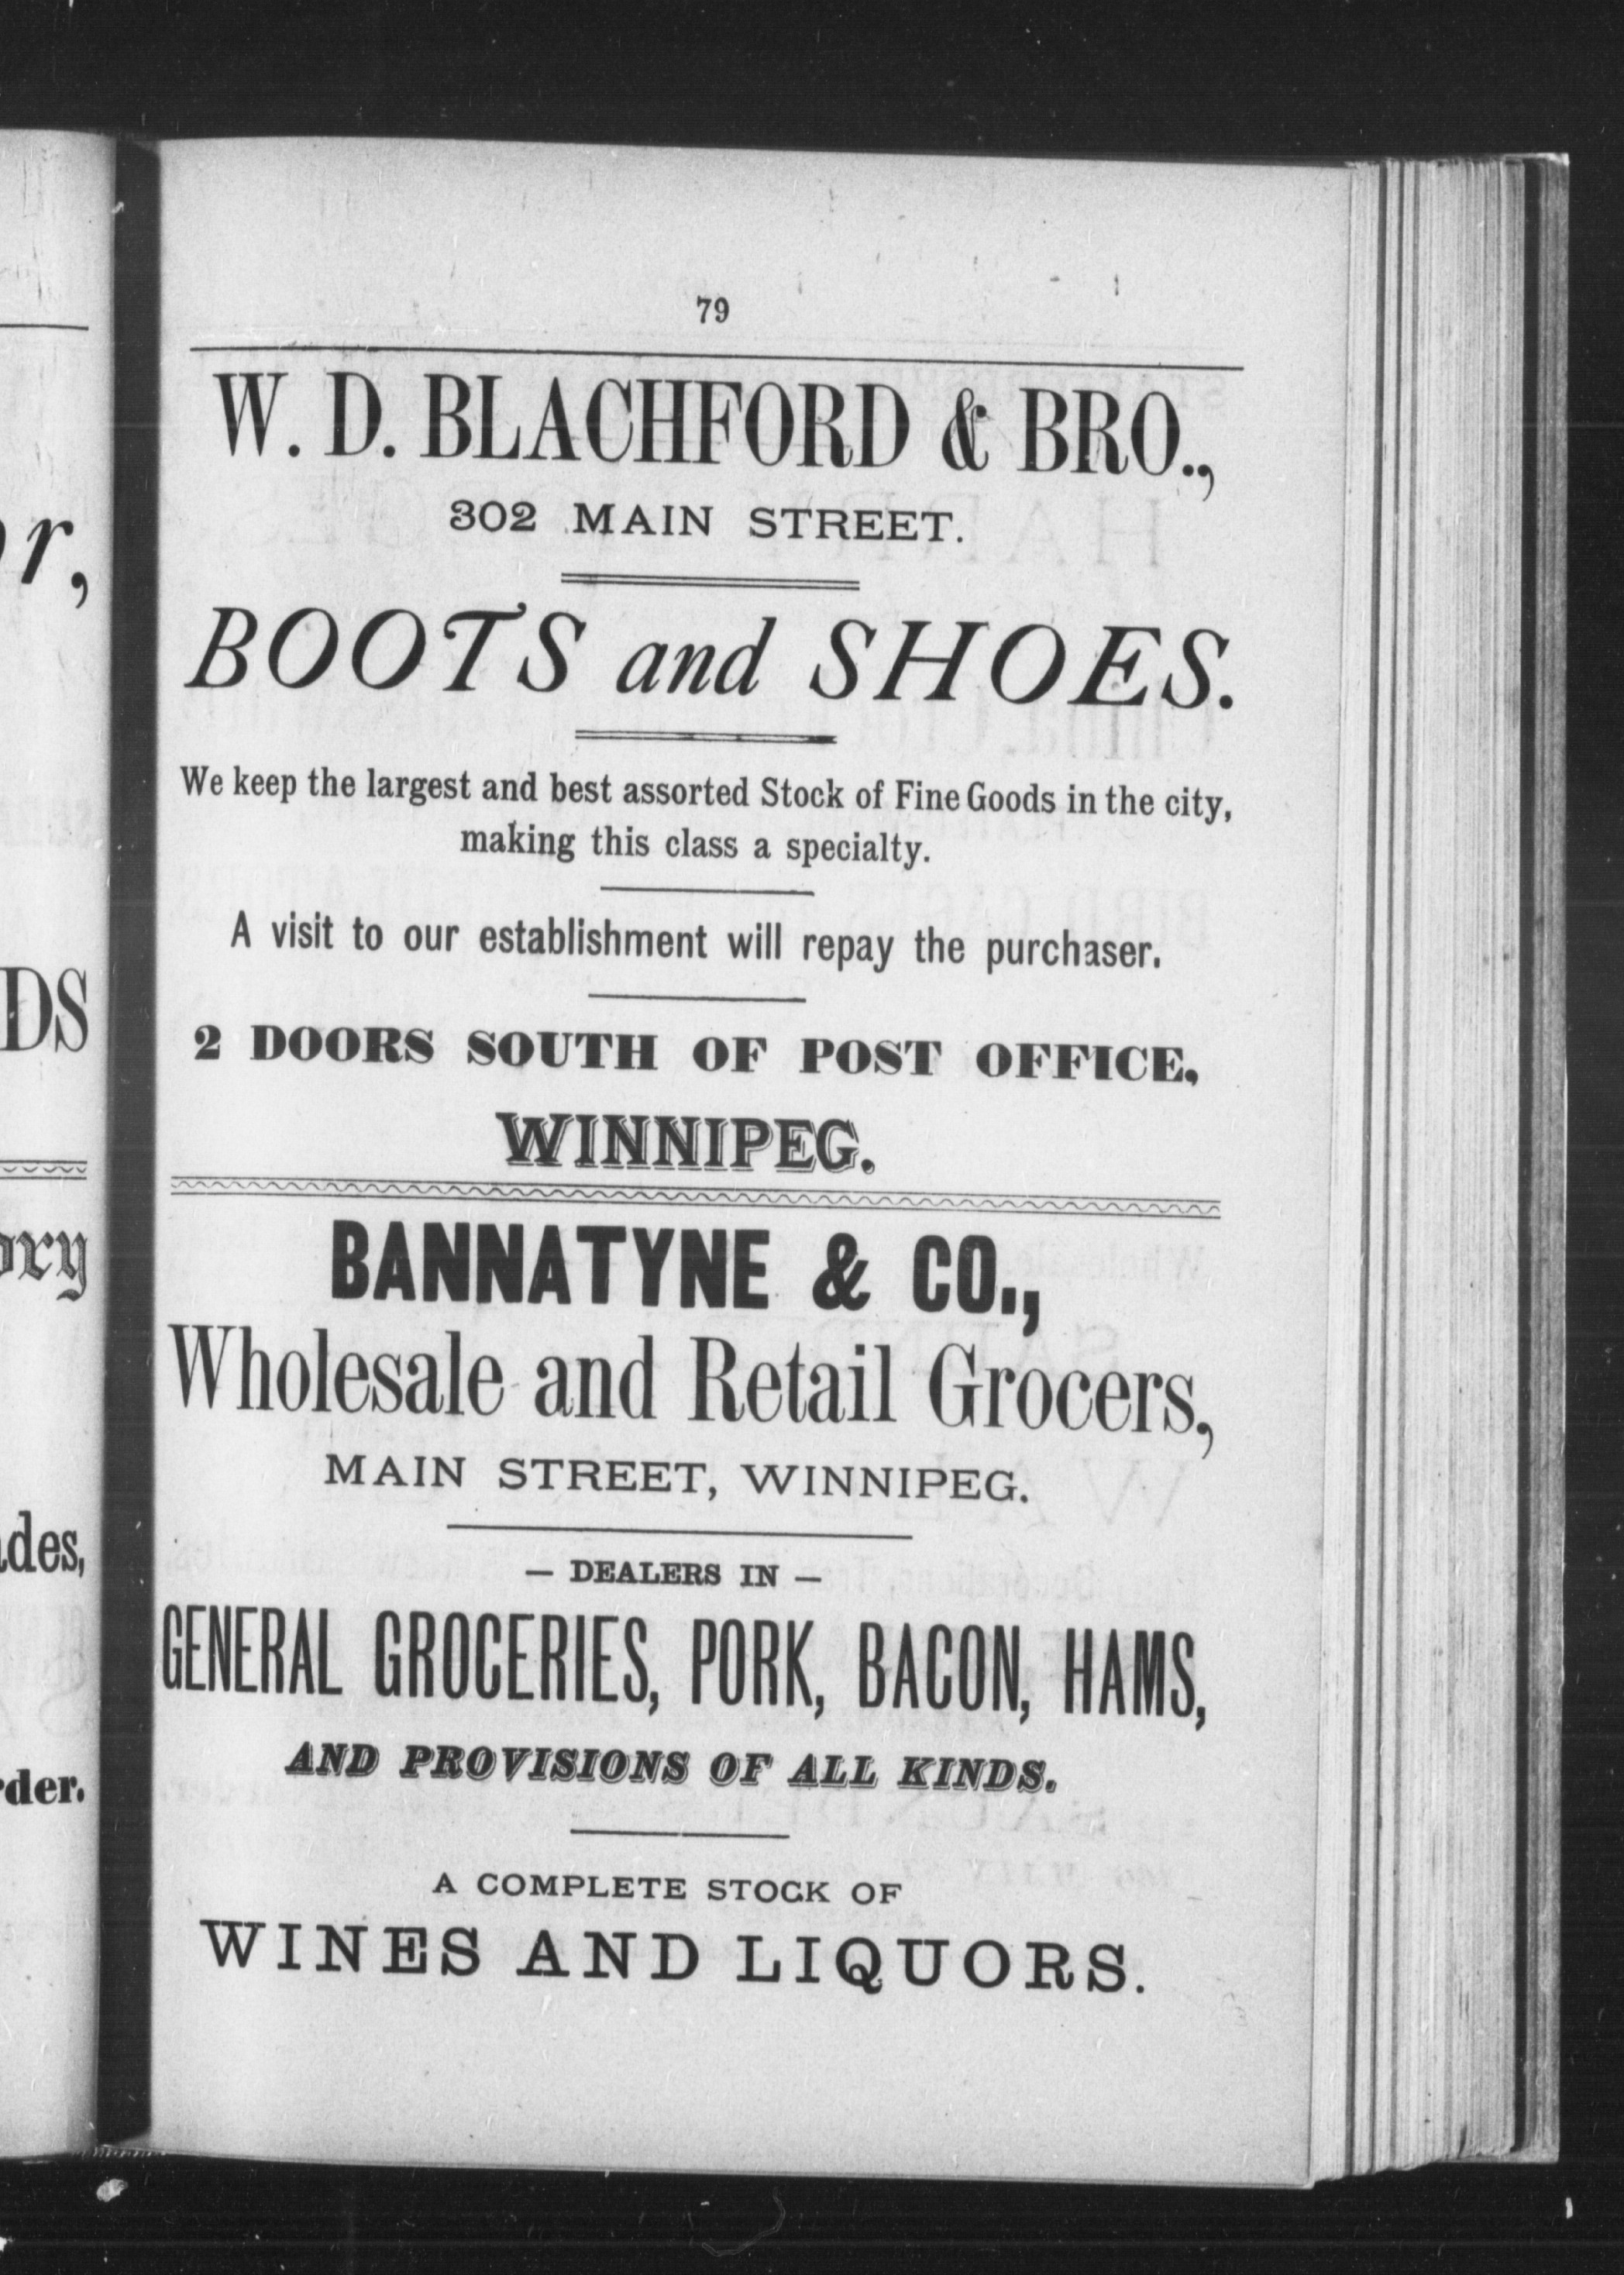 79
W. D. BLACHFORD & BRO.,
302 MAIN STREET.
BOOTS and SHOES.
We keep the largest and best assorted Stock of Fine Goods in the city,
making this class a specialty.
A visit to our establishment will repay the purchaser.
2 DOORS SOUTH OF POST OFFICE,
WINNIPEG.
BANNATYNE & CO.,
Wholesale and Retail Grocers,
MAIN STREET, WINNIPEG.
— DEALERS IN —
GENERAL GROCERIES, PORK, BACON, HAMS,
AND PROVISIONS OF ALL KINDS.
A COMPLETE STOCK OF
WINES AND LIQUORS.